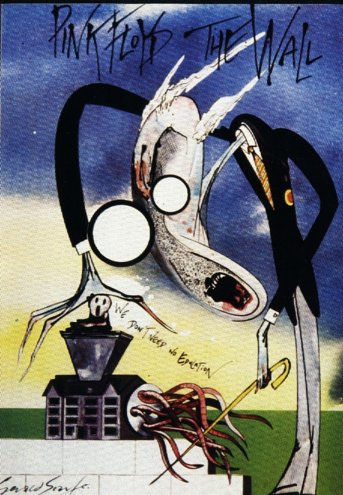 PINK FLOYD THE WALL
WE DON'T NEED NO EDUCATION
Gerald Scarfe